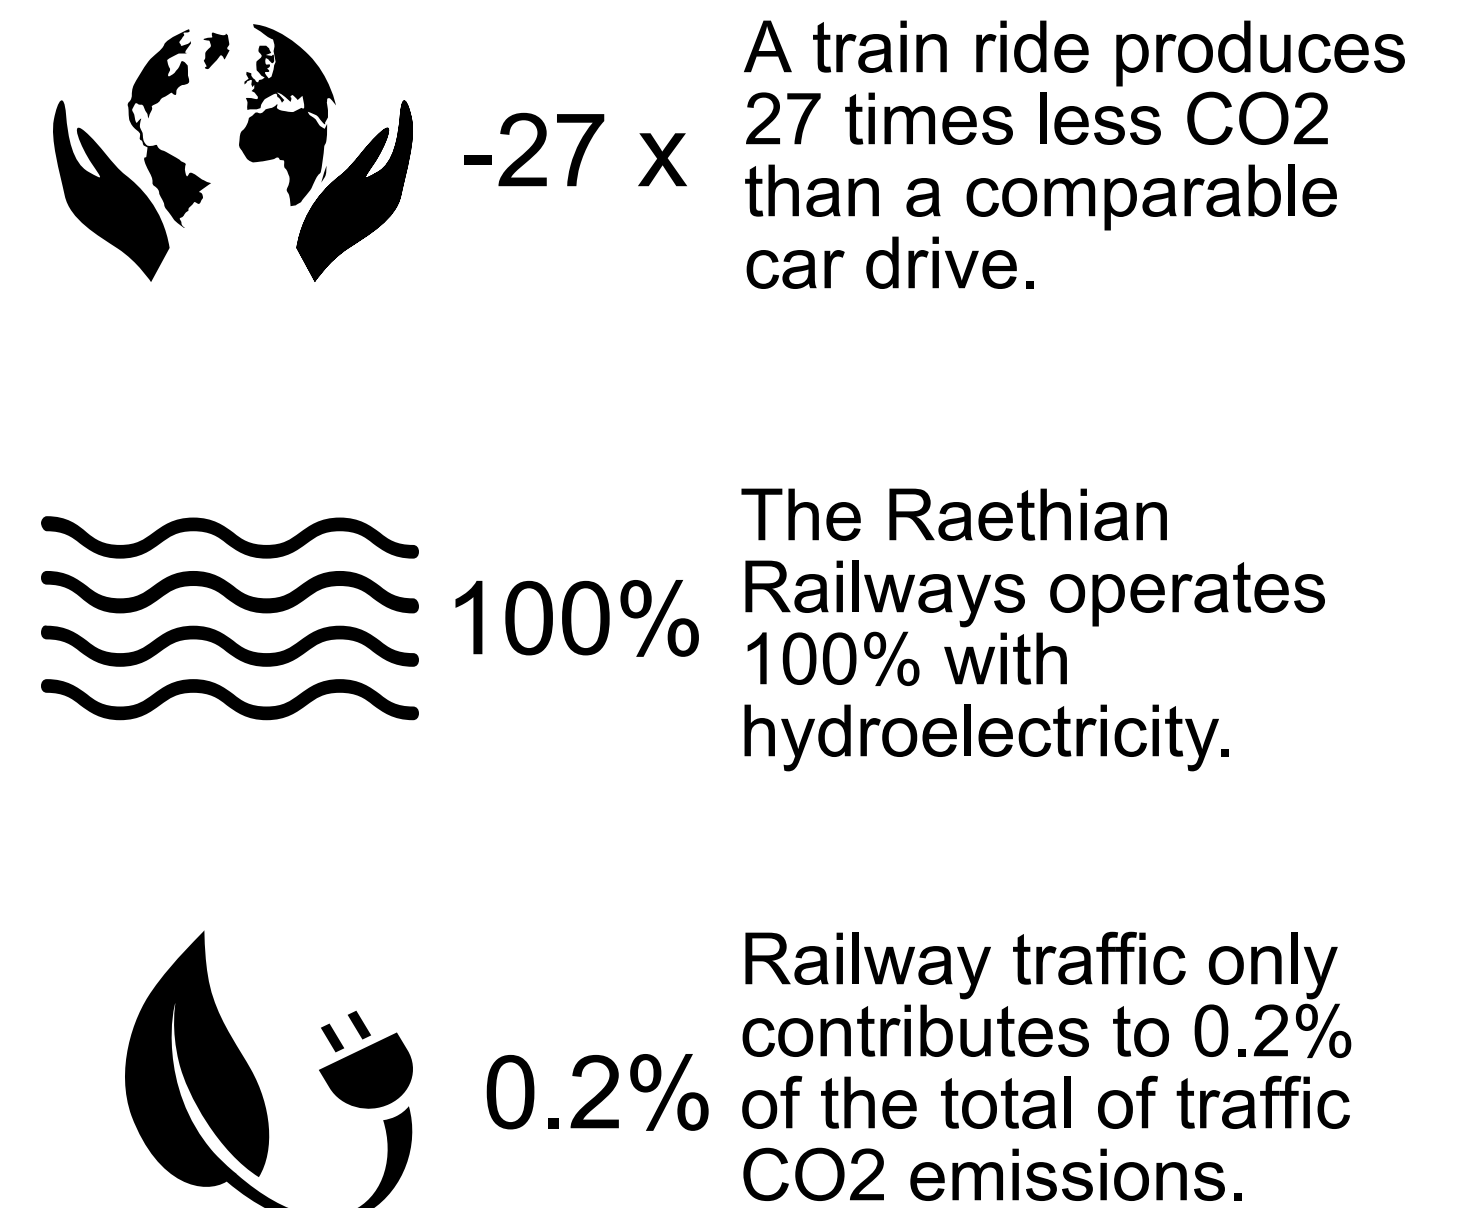 -27 x
A train ride produces
27 times less CO2
than a comparable
car drive.
100%
The Raethian
Railways operates
100% with
hydroelectricity.
0.2%
Railway traffic only
contributes to 0.2%
of the total of traffic
CO2 emissions.